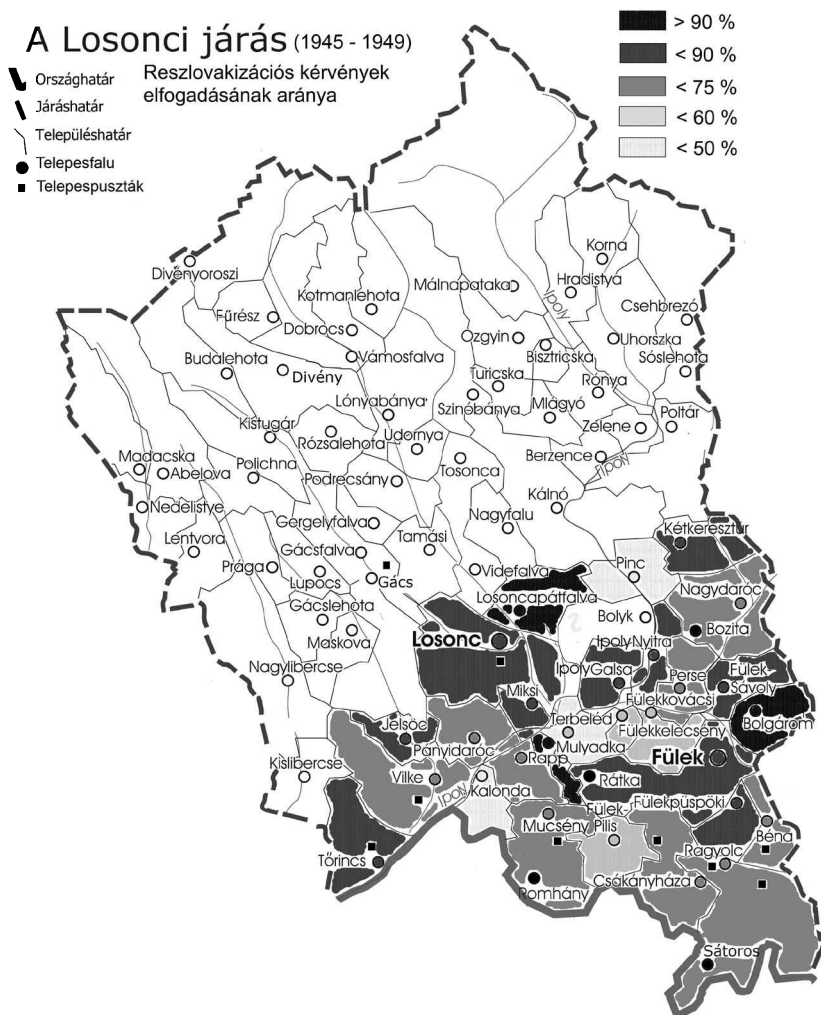 A Losonci járás (1945 - 1949)
Reszlovakizációs kérvények
elfogadásának aránya
Országhatár
Járáshatár
Településhatár
Telepesfalu
Telepespuszták
> 90 %
< 90 %
< 75 %
< 60 %
< 50 %
Korna
Divényoroszi
Málnapataka
Hradistya
Kotmanlehota
Ipoly
Csehbrezó
Fűrész
Dobrocs
Ozgyin
Uhorszka
Budalehota
Vámosfalva
Bisztricska
Sóslehota
Divény
Turicska
Rónya
Lónyabánya
Szinóbánya
Mlágyó
Kistugár
Zelene
Poltár
Rózsalehota
Udornya
Madacska
Abelova
Polichna
Podrecsány
Tosonca
Berzence
Ipoly
Nedelistye
Kálnó
Gergelyfalva
Nagyfalu
Kétkeresztúr
Lentvora
Gácsfalva
Tamási
Prága
Lupocs
Gács
Videfalva
Pinc
Losoncapátfalva
Nagydaróc
Gácslehota
Bolyk
Maskova
Losonc
Bozita
IpolyNyitra
Nagylibercse
IpolyGalsa
Perse
Fülek-
Sávoly
Miksi
Fülekkovácsi
Bolgárom
Jelsőc
Terbeléd
Fülekkelecsény
Panyidaróc
Mulyadka
Fülek
Rapp
Kislibercse
Vilke
Kalonda
Rátka
Ipoly
Fülek-
Pilis
Fülekpüspöki
Mucsény
Béna
Tőrincs
Ragyolc
Romhány
Csákányháza
Sátoros